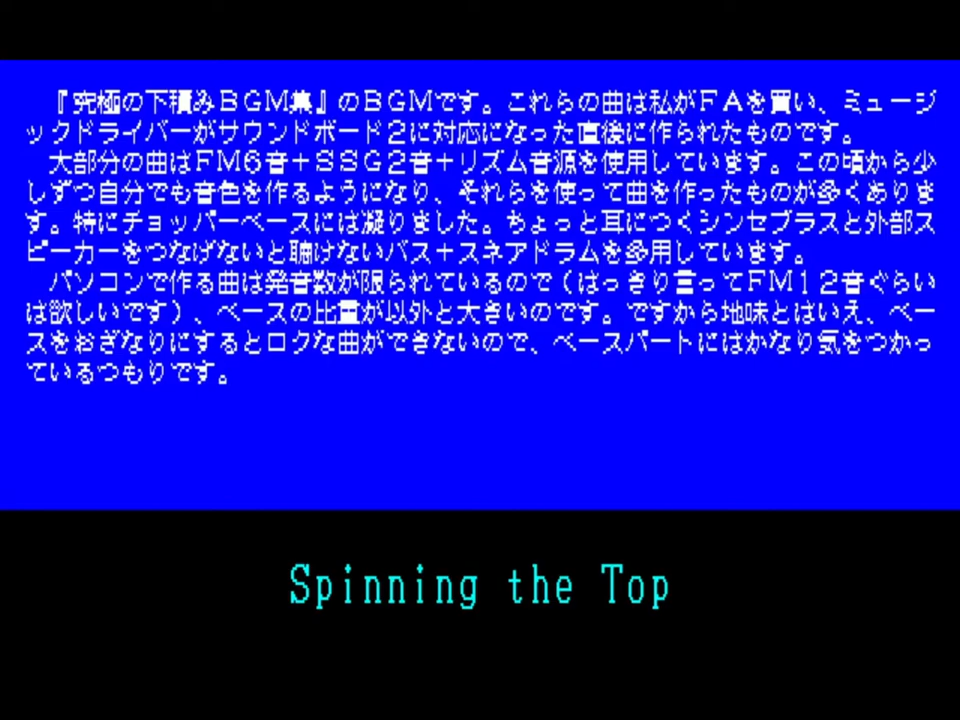 『究極の下積みＢＧＭ集』のＢＧＭです。これらの曲は私がＦＡを買い、ミュージ
ックドライバーがサウンドボード２に対応になった直後に作られたものです。
大部分の曲はＦＭ６音＋ＳＳＧ２音＋リズム音源を使用しています。この頃から少
しずつ自分でも音色を作るようになり、それらを使って曲を作ったものが多くありま
す。特にチョッパーベースには凝りました。ちょっと耳につくシンセブラスと外部ス
ピーカーをつなげないと聴けないバス＋スネアドラムを多用しています。
パソコンで作る曲は発音数が限られているので（はっきり言ってＦＭ１２音ぐらい
は欲しいです）、ベースの比重が以外と大きいのです。ですから地味とはいえ、ベー
スをおざなりにするとロクな曲ができないので、ベースパートにはかなり気をつかっ
ているつもりです。
Spinning the Top